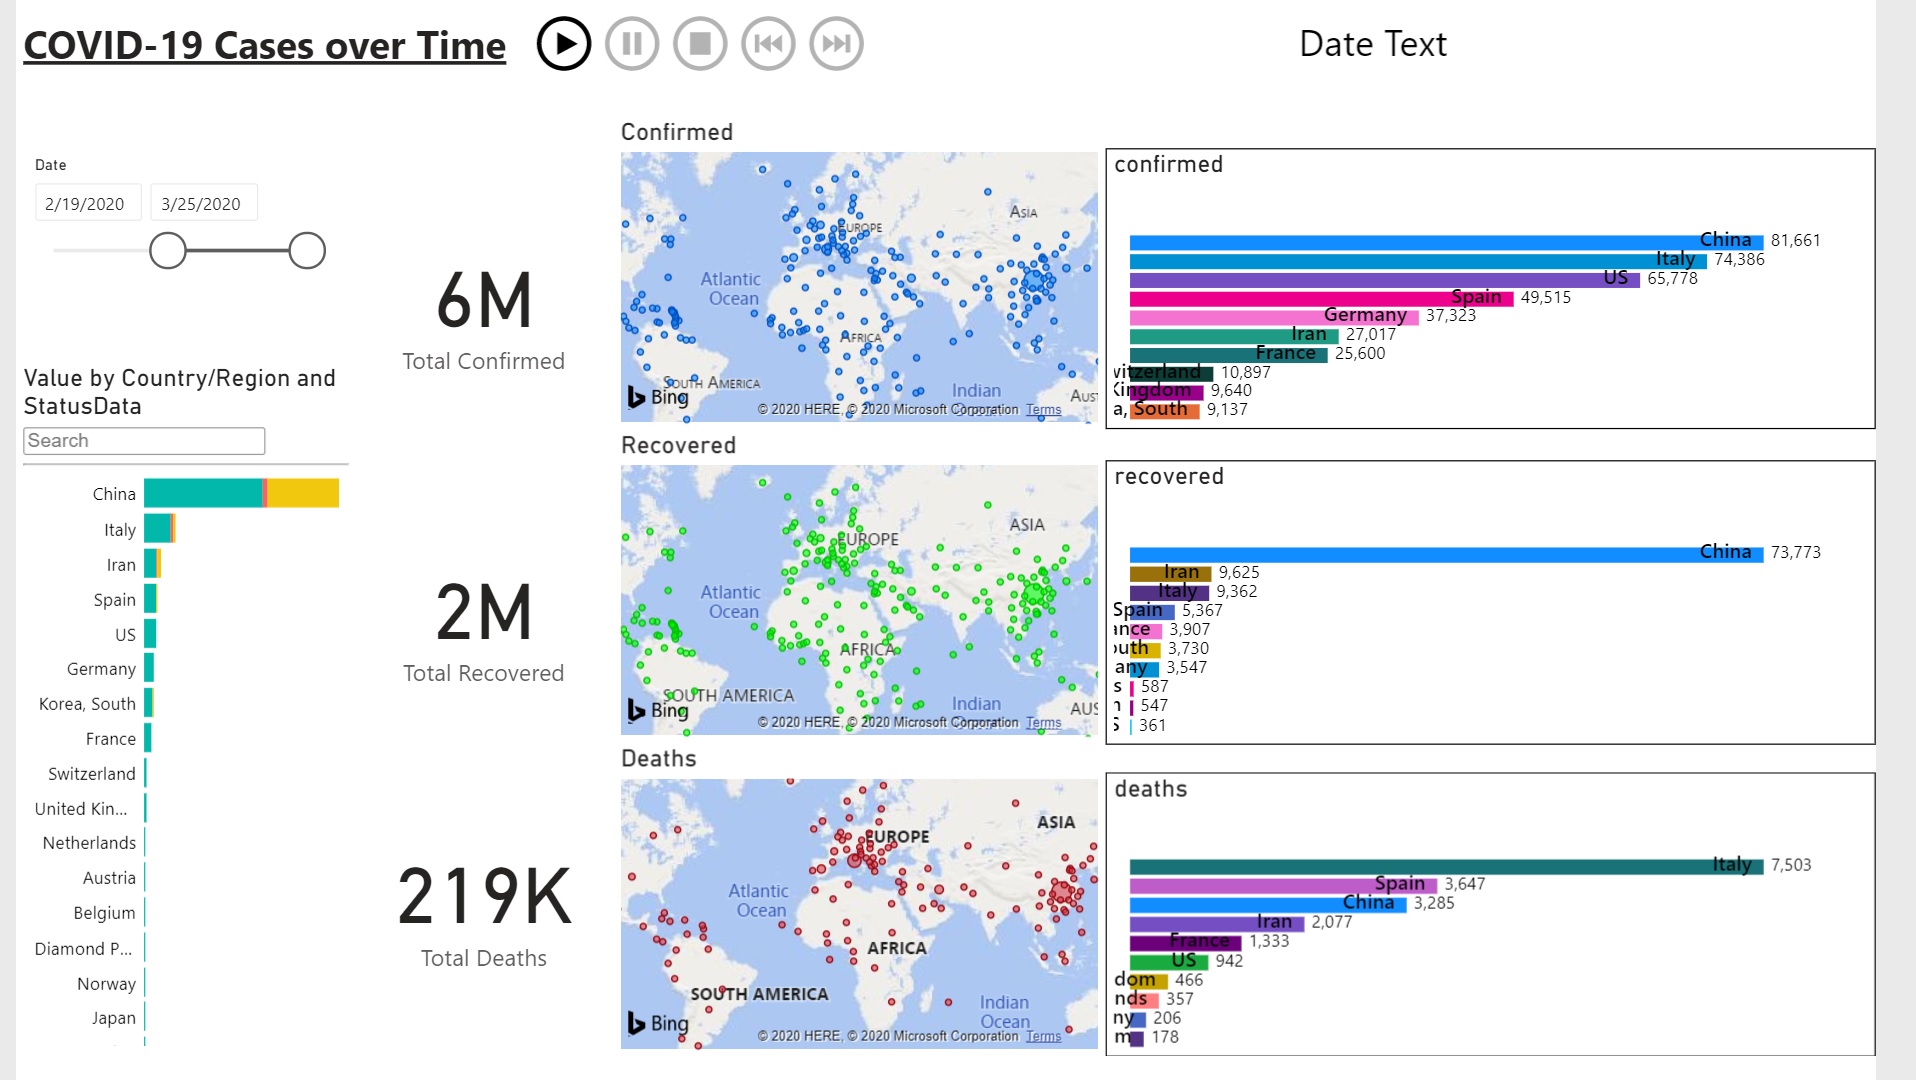 COVID-19 Cases over Time
Date Text
Date
2/19/2020
3/25/2020
6M
Total Confirmed
Value by Country/Region and
StatusData
Search
China
Italy
Iran
Spain
US
Germany
Korea, South
France
Switzerland
United Kin...
Netherlands
Austria
Belgium
Diamond P...
Norway
Japan
2M
Total Recovered
219K
Total Deaths
Confirmed
ASIA
EUROPE
Atlantic
Ocean
AFRICA
SOUTH AMERICA
Indian
AUS
Bing
© 2020 HERE, © 2020 Microsoft Corporation Terms
Recovered
ASIA
EUROPE
Atlantic
Ocean
AFRICA
SOUTH AMERICA
Indian
AUS
Bing
© 2020 HERE, © 2020 Microsoft Corporation Terms
Deaths
ASIA
EUROPE
Atlantic
Ocean
AFRICA
SOUTH AMERICA
Indian
Ocean
Bing
© 2020 HERE, © 2020 Microsoft Corporation Terms
confirmed
China 81,661
Italy 74,386
US 65,778
Spain 49,515
Germany 37,323
Iran 27,017
France 25,600
witzerland 10,897
Kingdom 9,640
a, South 9,137
recovered
China 73,773
Iran 9,625
Italy 9,362
Spain 5,367
ance 3,907
outh 3,730
any 3,547
s 587
n 547
S 361
deaths
Italy 7,503
Spain 3,647
China 3,285
Iran 2,077
France 1,333
US 942
dom 466
nds 357
ny 206
m 178